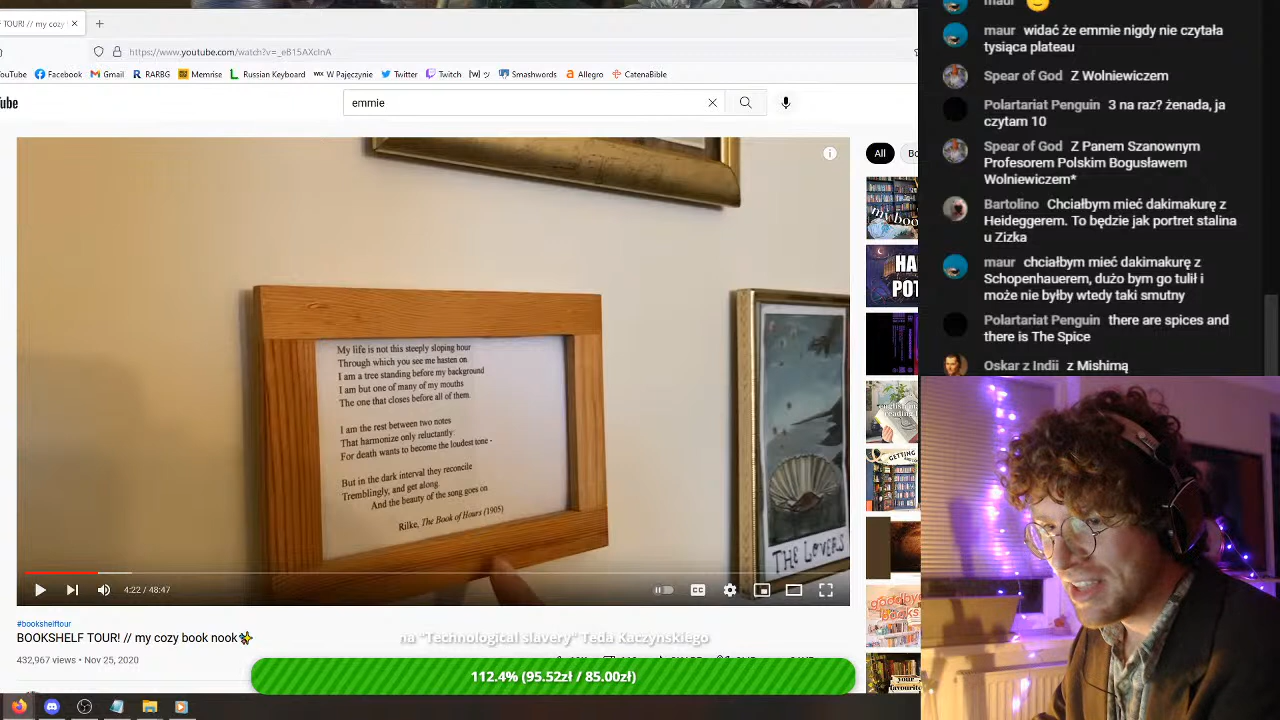 TOUR! // my cozy
https://www.youtube.com/watch?v=_eB15AXcInA
YouTube
Facebook
Gmail
RARBG
Memrise
Russian Keyboard
W Pajęczynie
Twitter
Twitch
Smashwords
Allegro
CatenaBible
emmie
All
My life is not this steeply sloping hour
Through which you see me hasten on.
I am a tree standing before my background
I am but one of many of my mouths
The one that closes before all of them.
I am the rest between two notes
That harmonize only reluctantly:
For death wants to become the loudest tone -
But in the dark interval they reconcile
Tremblingly, and get along.
And the beauty of the song goes on
Rilke, The Book of Hours (1905)
THE LOVERS
4:22 / 48:47
CC
#bookshelftour
BOOKSHELF TOUR! // my cozy book nook✨
432,967 views • Nov 25, 2020
na "Technological slavery" Teda Kaczynskiego
112.4% (95.52zł / 85.00zł)
maur
maur widać że emmie nigdy nie czytała
tysiąca plateau
Spear of God Z Wolniewiczem
Polartariat Penguin 3 na raz? żenada, ja
czytam 10
Spear of God Z Panem Szanownym
Profesorem Polskim Bogusławem
Wolniewiczem*
Bartolino Chciałbym mieć dakimakurę z
Heideggerem. To będzie jak portret stalina
u Zizka
maur chciałbym mieć dakimakurę z
Schopenhauerem, dużo bym go tulił i
może nie byłby wtedy taki smutny
Polartariat Penguin there are spices and
there is The Spice
Oskar z Indii z Mishimą